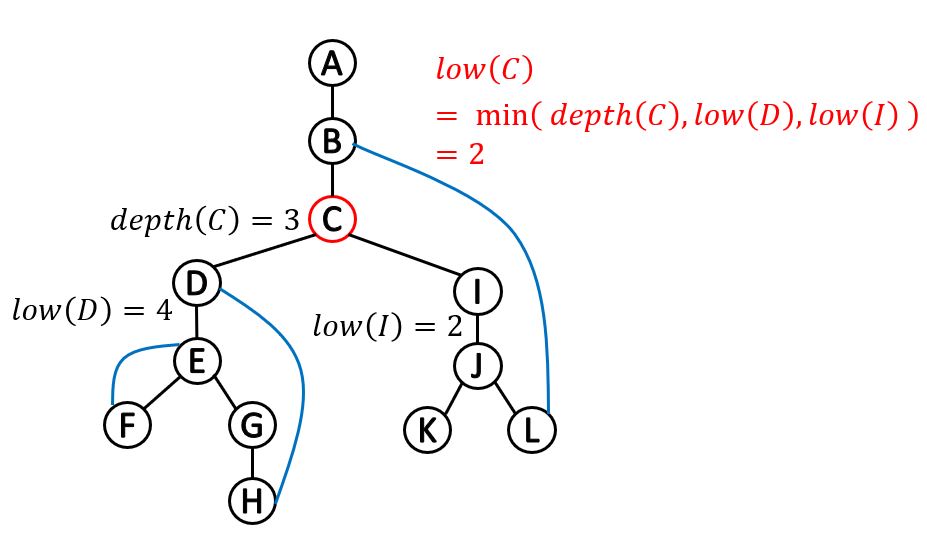 A
low(C)
= min( depth(C), low(D), low(I) )
B
= 2
depth(C) = 3
C
D
I
low(D) = 4
low(I) = 2
E
J
F
G
K
L
H